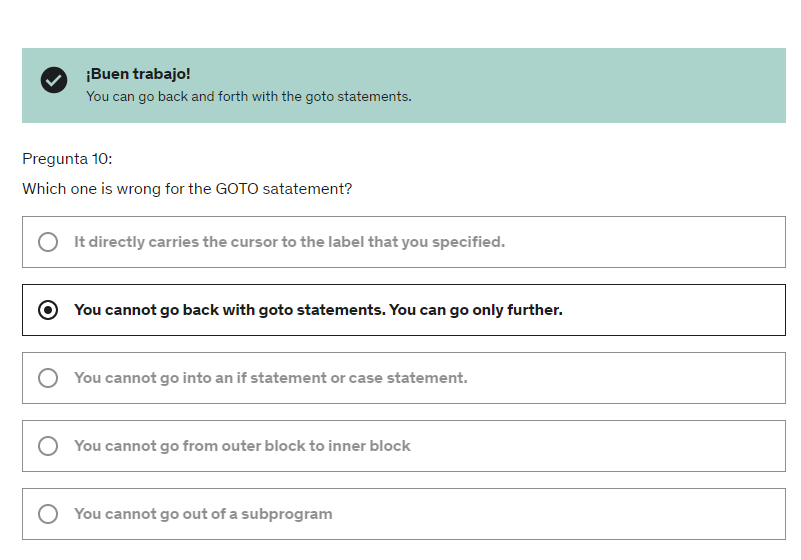 ¡Buen trabajo!
You can go back and forth with the goto statements.
Pregunta 10:
Which one is wrong for the GOTO satatement?
It directly carries the cursor to the label that you specified.
You cannot go back with goto statements. You can go only further.
You cannot go into an if statement or case statement.
You cannot go from outer block to inner block
You cannot go out of a subprogram